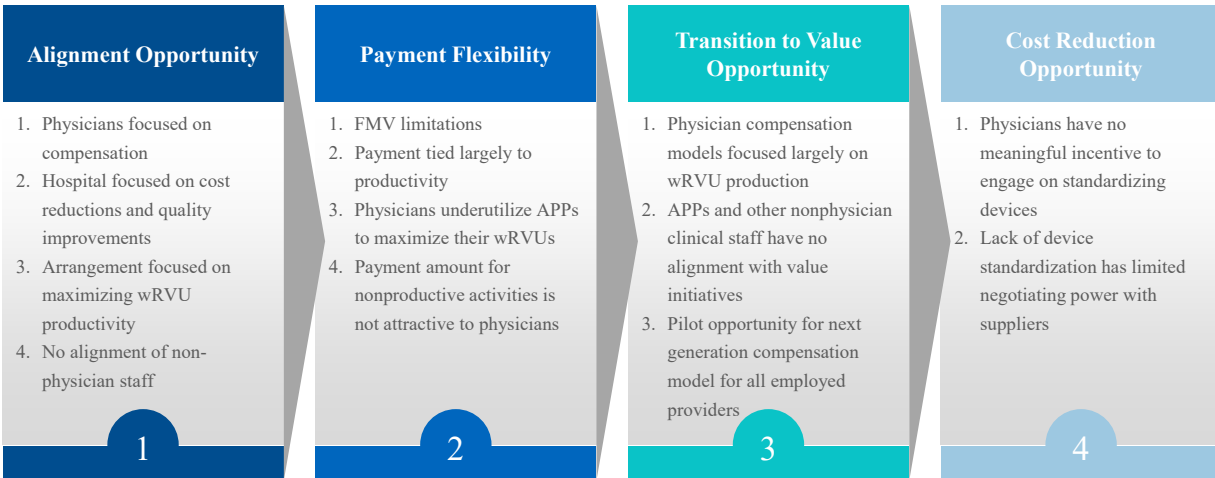 Alignment Opportunity
1. Physicians focused on
compensation
2. Hospital focused on cost
reductions and quality
improvements
3. Arrangement focused on
maximizing wRVU
productivity
4. No alignment of non-
physician staff
1
Payment Flexibility
1. FMV limitations
2. Payment tied largely to
productivity
3. Physicians underutilize APPs
to maximize their wRVUs
4. Payment amount for
nonproductive activities is
not attractive to physicians
2
Transition to Value
Opportunity
1. Physician compensation
models focused largely on
wRVU production
2. APPs and other nonphysician
clinical staff have no
alignment with value
initiatives
3. Pilot opportunity for next
generation compensation
model for all employed
providers
3
Cost Reduction
Opportunity
1. Physicians have no
meaningful incentive to
engage on standardizing
devices
2. Lack of device
standardization has limited
negotiating power with
suppliers
4